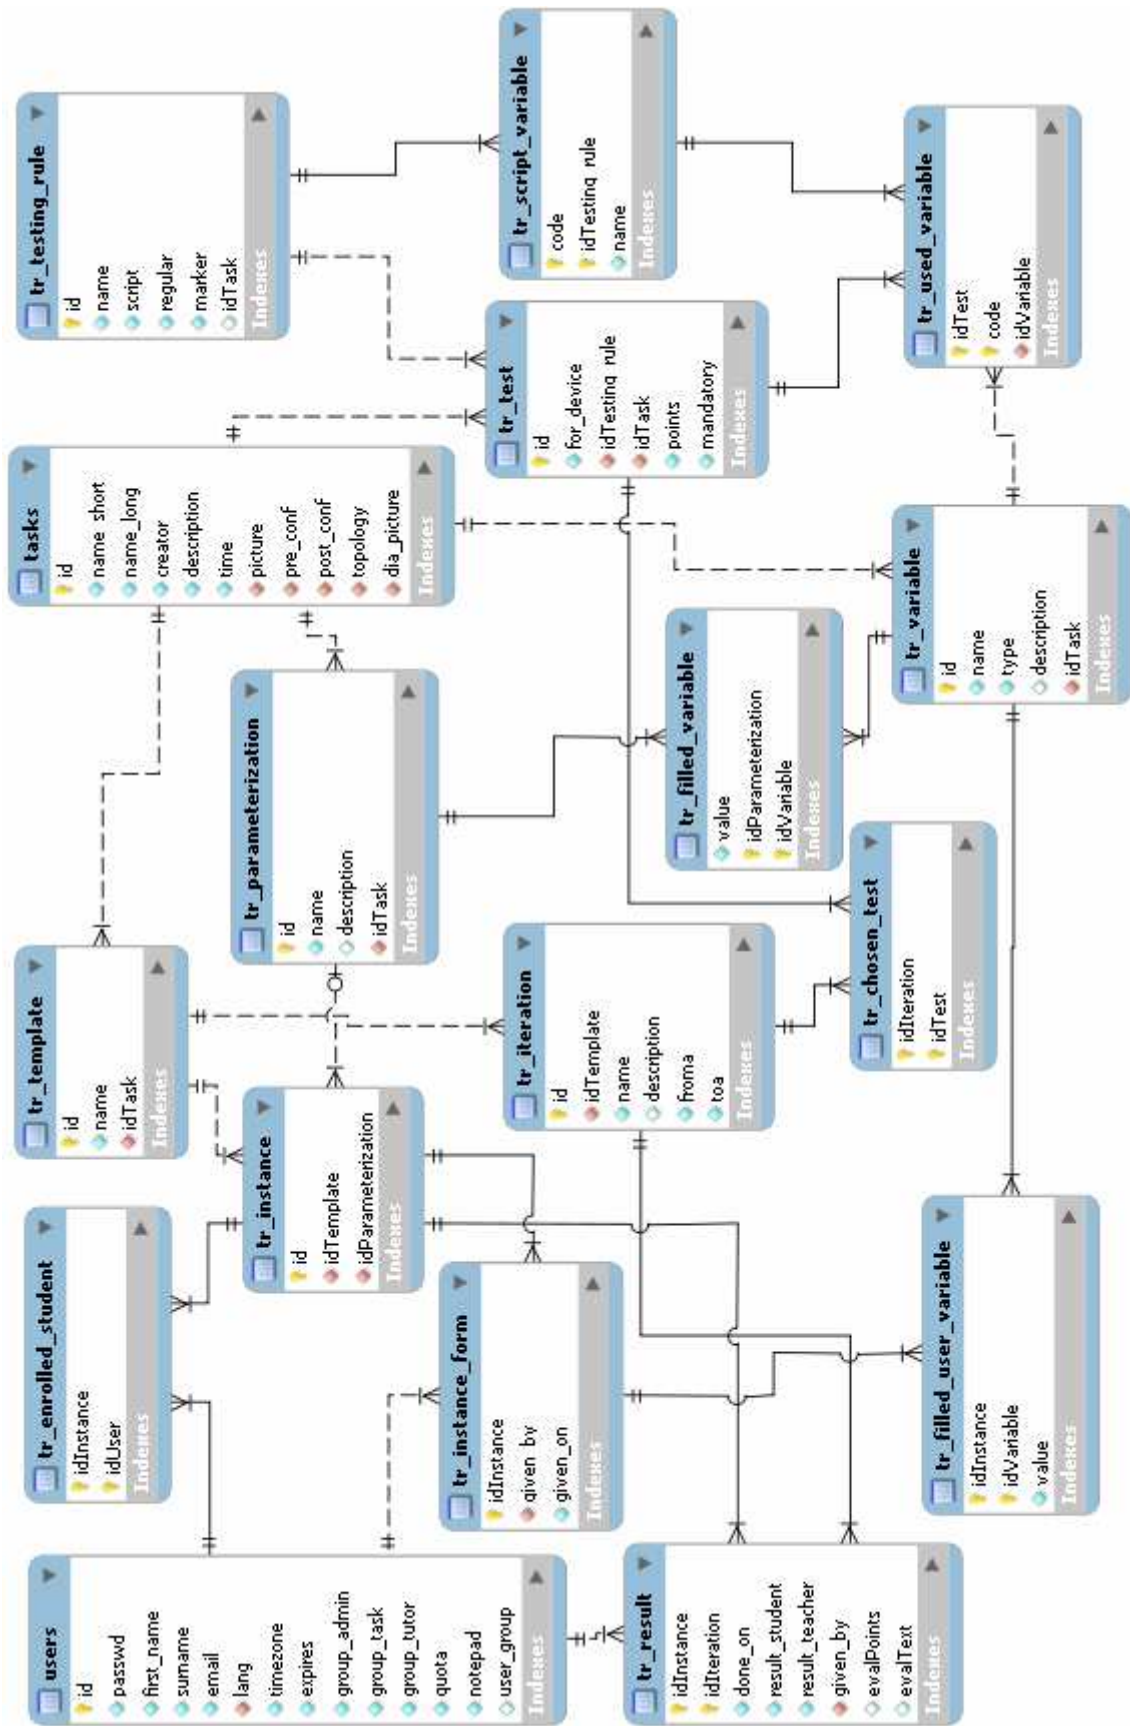 users
id
passwd
first_name
surname
email
lang
timezone
expires
group_admin
group_task
group_tutor
quota
notepad
user_group
Indexes
tr_enrolled_student
idInstance
idUser
Indexes
tr_template
id
name
idTask
Indexes
tasks
id
name_short
name_long
creator
description
time
picture
pre_conf
post_conf
topology
dia_picture
Indexes
tr_testing_rule
id
name
script
regular
marker
idTask
Indexes
tr_instance_form
idInstance
given_by
given_on
Indexes
tr_instance
id
idTemplate
idParameterization
Indexes
tr_parameterization
id
name
description
idTask
Indexes
tr_test
id
for_device
idTesting_rule
idTask
points
mandatory
Indexes
tr_script_variable
code
idTesting_rule
name
Indexes
tr_result
idInstance
idIteration
done_on
result_student
result_teacher
given_by
evalPoints
evalText
Indexes
tr_iteration
id
idTemplate
name
description
froma
toa
Indexes
tr_filled_variable
value
idParameterization
idVariable
Indexes
tr_chosen_test
idIteration
idTest
Indexes
tr_filled_user_variable
idInstance
idVariable
value
Indexes
tr_variable
id
name
type
description
idTask
Indexes
tr_used_variable
idTest
code
idVariable
Indexes